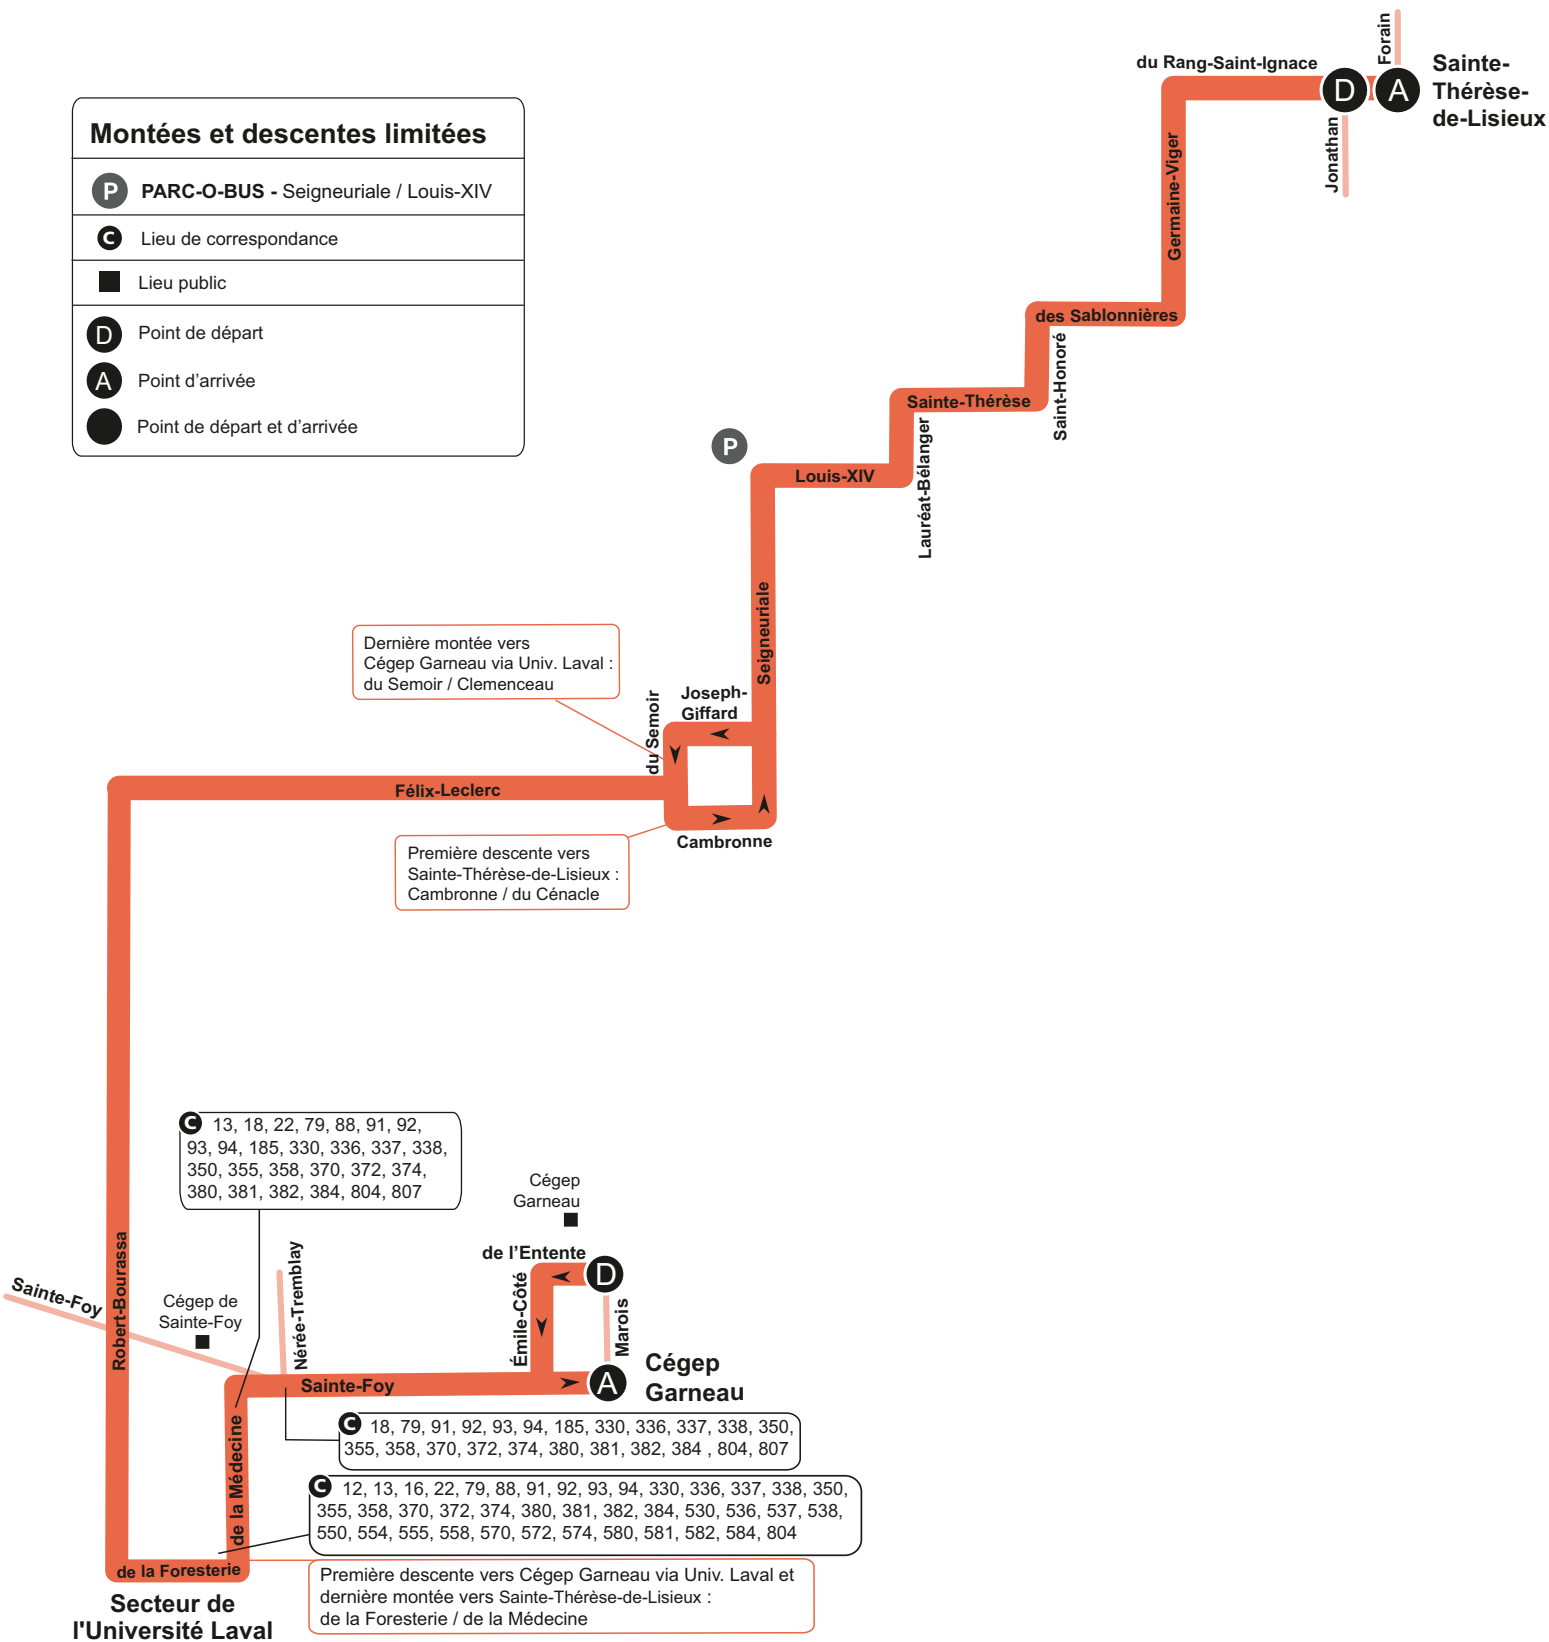 Montées et descentes limitées
P PARC-O-BUS - Seigneuriale / Louis-XIV
C Lieu de correspondance
Lieu public
D Point de départ
A Point d'arrivée
Point de départ et d'arrivée
Forain
du Rang-Saint-Ignace
D
A
Sainte-
Thérèse-
de-Lisieux
Jonathan
Germaine-Viger
des Sablonnières
Saint-Honoré
Sainte-Thérèse
Lauréat-Bélanger
P
Louis-XIV
Seigneuriale
Dernière montée vers
Cégep Garneau via Univ. Laval :
du Semoir / Clemenceau
Joseph-
Giffard
du Semoir
Félix-Leclerc
Cambronne
Première descente vers
Sainte-Thérèse-de-Lisieux :
Cambronne / du Cénacle
C 13, 18, 22, 79, 88, 91, 92,
93, 94, 185, 330, 336, 337, 338,
350, 355, 358, 370, 372, 374,
380, 381, 382, 384, 804, 807
Cégep
Garneau
de l'Entente
D
Émile-Côté
Marois
Robert-Bourassa
Sainte-Foy
Cégep de
Sainte-Foy
Nérée-Tremblay
Sainte-Foy
A
Cégep
Garneau
de la Médecine
C 18, 79, 91, 92, 93, 94, 185, 330, 336, 337, 338, 350,
355, 358, 370, 372, 374, 380, 381, 382, 384 , 804, 807
C 12, 13, 16, 22, 79, 88, 91, 92, 93, 94, 330, 336, 337, 338, 350,
355, 358, 370, 372, 374, 380, 381, 382, 384, 530, 536, 537, 538,
550, 554, 555, 558, 570, 572, 574, 580, 581, 582, 584, 804
de la Foresterie
Première descente vers Cégep Garneau via Univ. Laval et
dernière montée vers Sainte-Thérèse-de-Lisieux :
de la Foresterie / de la Médecine
Secteur de
l'Université Laval